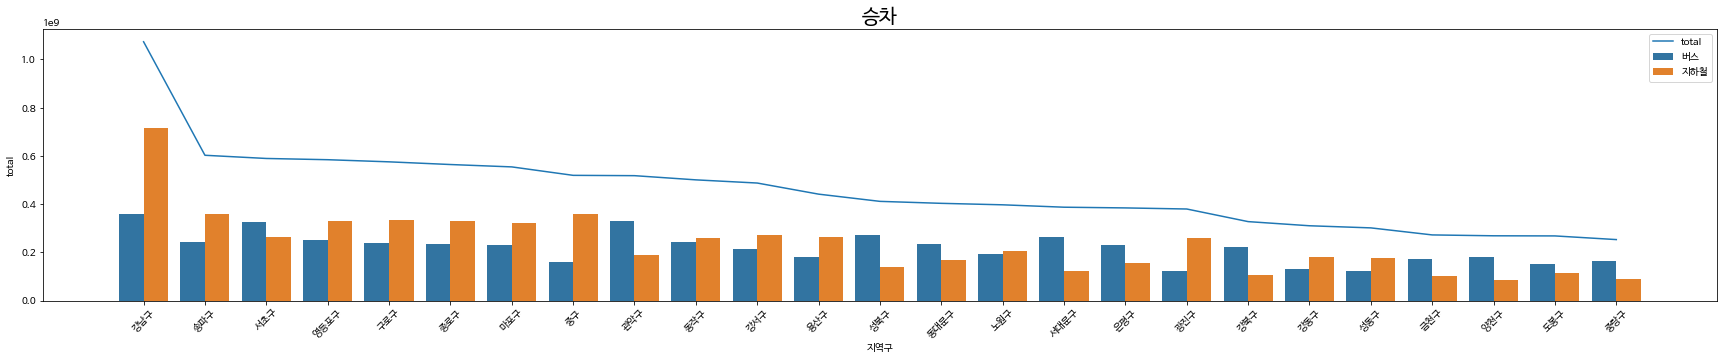 승차
1e9
total
버스
지하철
1.0
0.8
0.6
0.4
0.2
0.0
total
강남구
송파구
서초구
영등포구
구로구
종로구
마포구
중구
관악구
동작구
강서구
용산구
성북구
동대문구
노원구
서대문구
은평구
광진구
강북구
강동구
성동구
금천구
양천구
도봉구
중랑구
지역구